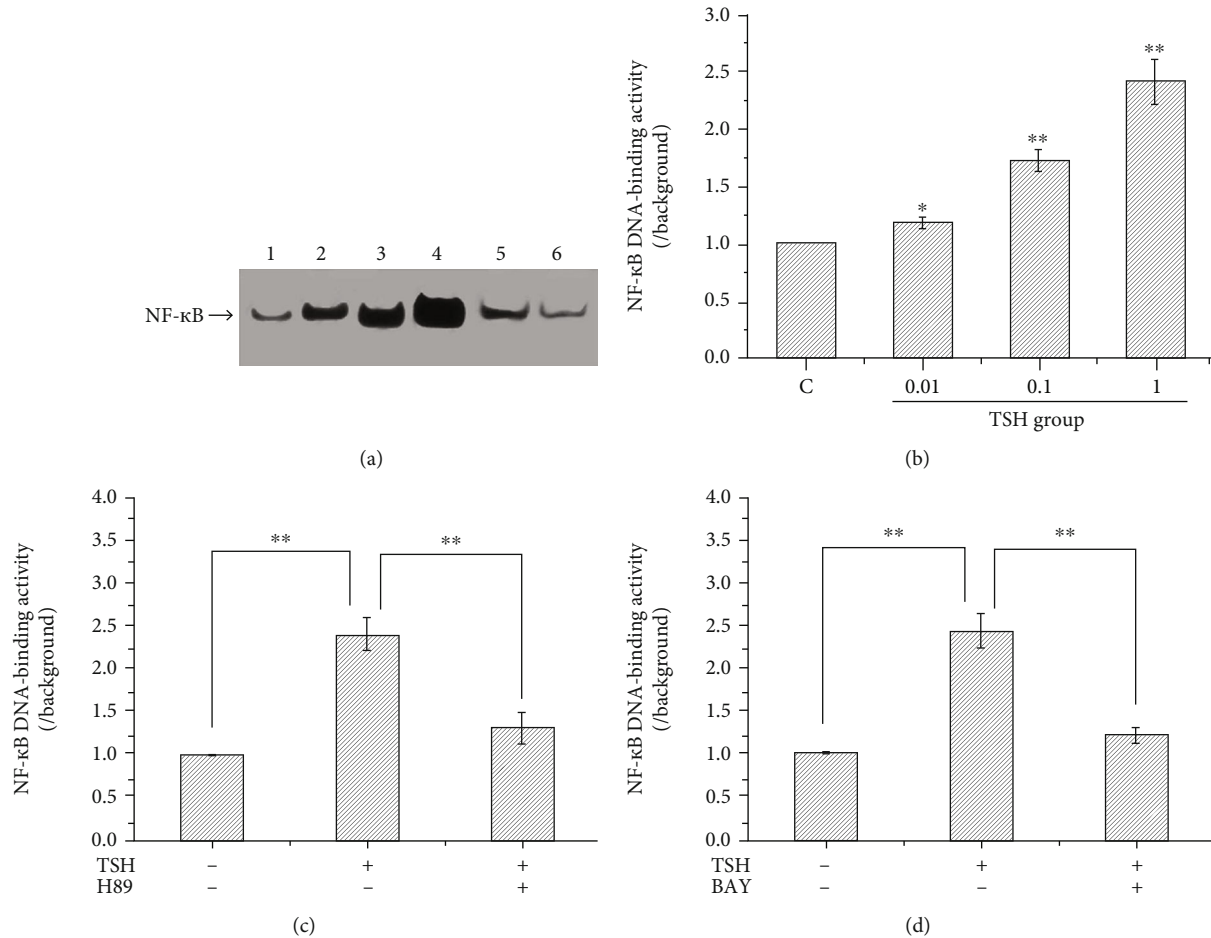 1 2 3 4 5 6
NF-κB →
(a)
NF-κB DNA-binding activity
(/background)
3.0
2.5
2.0
1.5
1.0
0.5
0.0
*
**
**
C 0.01 0.1 1
TSH group
(b)
NF-κB DNA-binding activity
(/background)
4.0
3.5
3.0
2.5
2.0
1.5
1.0
0.5
0.0
** **
TSH – + +
H89 – – +
(c)
NF-κB DNA-binding activity
(/background)
4.0
3.5
3.0
2.5
2.0
1.5
1.0
0.5
0.0
** **
TSH – + +
BAY – – +
(d)